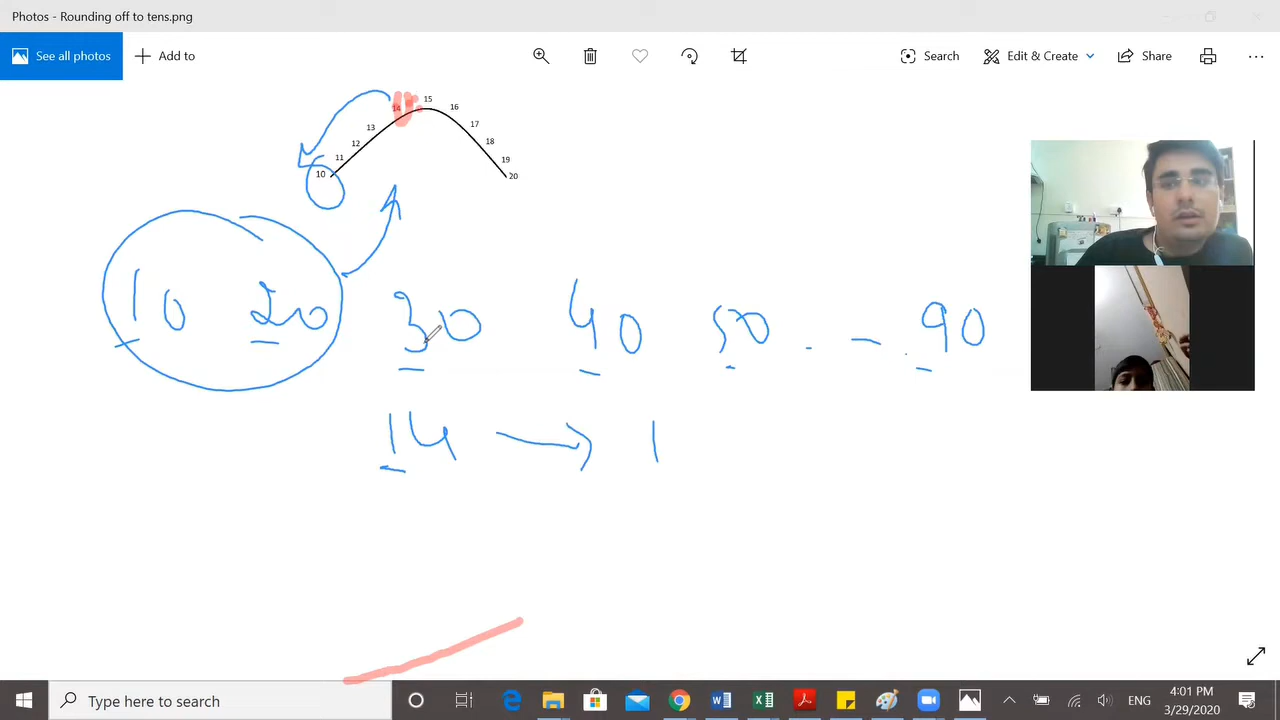 Photos - Rounding off to tens.png
See all photos
Add to
Search
Edit & Create
Share
14
15
13
16
12
17
11
18
10
19
20
10 20 30 40 50 . - 90
14 → 1
Type here to search
ENG
4:01 PM
3/29/2020